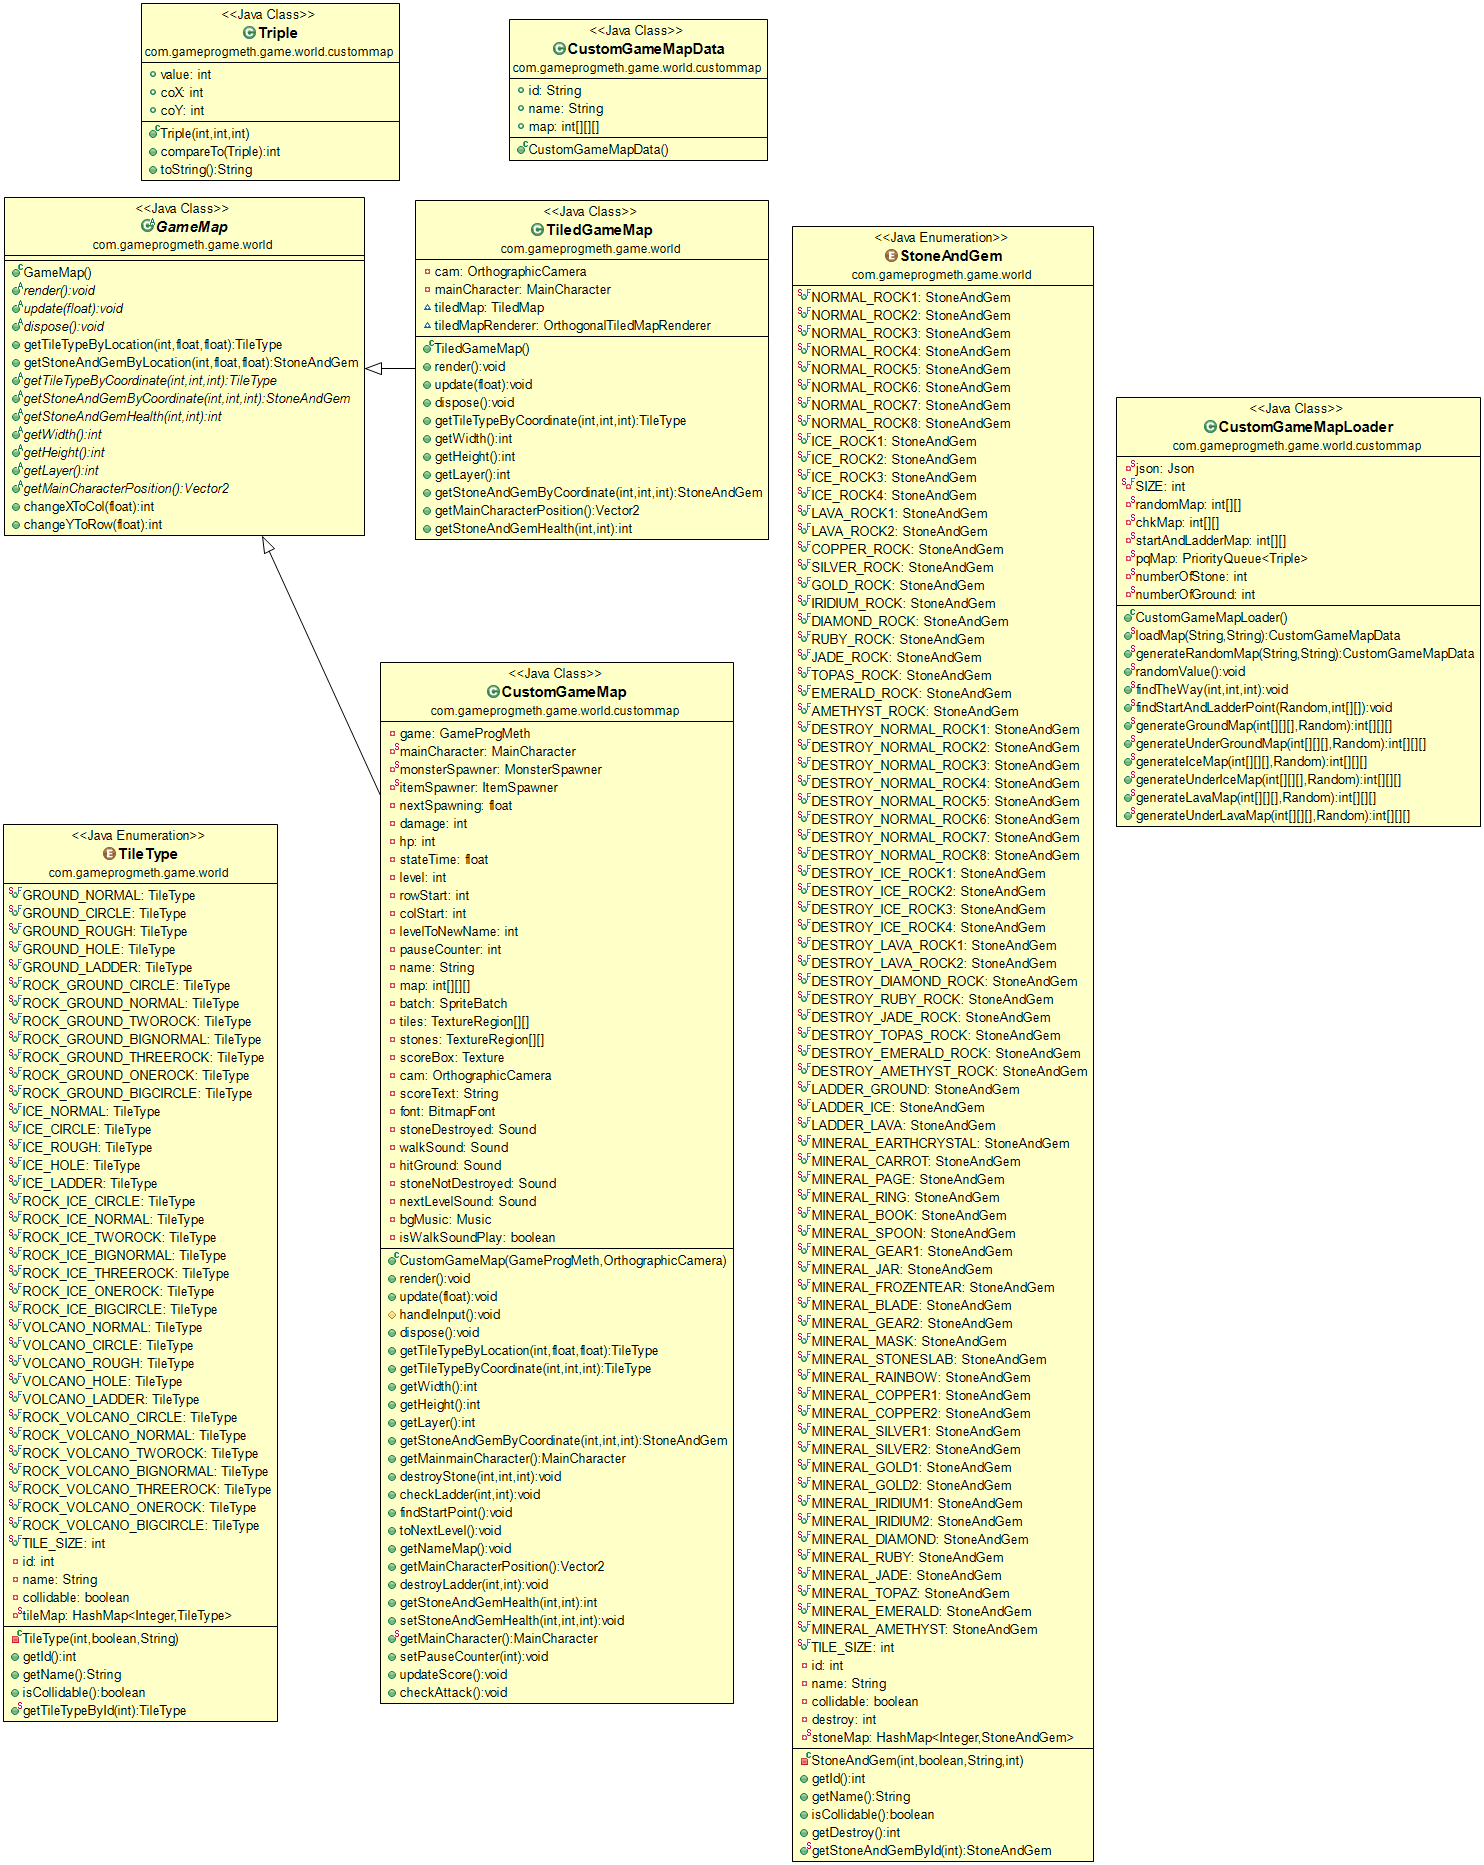 <<Java Class>>
Triple
com.gameprogmeth.game.world.custommap
value: int
coX: int
coY: int
Triple(int,int,int)
compareTo(Triple):int
toString():String
<<Java Class>>
CustomGameMapData
com.gameprogmeth.game.world.custommap
id: String
name: String
map: int[][][]
CustomGameMapData()
<<Java Class>>
GameMap
com.gameprogmeth.game.world
GameMap()
render():void
update(float):void
dispose():void
getTileTypeByLocation(int,float,float):TileType
getStoneAndGemByLocation(int,float,float):StoneAndGem
getTileTypeByCoordinate(int,int,int):TileType
getStoneAndGemByCoordinate(int,int,int):StoneAndGem
getStoneAndGemHealth(int,int):int
getWidth():int
getHeight():int
getLayer():int
getMainCharacterPosition():Vector2
changeXToCol(float):int
changeYToRow(float):int
<<Java Class>>
TiledGameMap
com.gameprogmeth.game.world
cam: OrthographicCamera
mainCharacter: MainCharacter
tiledMap: TiledMap
tiledMapRenderer: OrthogonalTiledMapRenderer
TiledGameMap()
render():void
update(float):void
dispose():void
getTileTypeByCoordinate(int,int,int):TileType
getWidth():int
getHeight():int
getLayer():int
getStoneAndGemByCoordinate(int,int,int):StoneAndGem
getMainCharacterPosition():Vector2
getStoneAndGemHealth(int,int):int
<<Java Enumeration>>
StoneAndGem
com.gameprogmeth.game.world
NORMAL_ROCK1: StoneAndGem
NORMAL_ROCK2: StoneAndGem
NORMAL_ROCK3: StoneAndGem
NORMAL_ROCK4: StoneAndGem
NORMAL_ROCK5: StoneAndGem
NORMAL_ROCK6: StoneAndGem
NORMAL_ROCK7: StoneAndGem
NORMAL_ROCK8: StoneAndGem
ICE_ROCK1: StoneAndGem
ICE_ROCK2: StoneAndGem
ICE_ROCK3: StoneAndGem
ICE_ROCK4: StoneAndGem
LAVA_ROCK1: StoneAndGem
LAVA_ROCK2: StoneAndGem
COPPER_ROCK: StoneAndGem
SILVER_ROCK: StoneAndGem
GOLD_ROCK: StoneAndGem
IRIDIUM_ROCK: StoneAndGem
DIAMOND_ROCK: StoneAndGem
RUBY_ROCK: StoneAndGem
JADE_ROCK: StoneAndGem
TOPAS_ROCK: StoneAndGem
EMERALD_ROCK: StoneAndGem
AMETHYST_ROCK: StoneAndGem
DESTROY_NORMAL_ROCK1: StoneAndGem
DESTROY_NORMAL_ROCK2: StoneAndGem
DESTROY_NORMAL_ROCK3: StoneAndGem
DESTROY_NORMAL_ROCK4: StoneAndGem
DESTROY_NORMAL_ROCK5: StoneAndGem
DESTROY_NORMAL_ROCK6: StoneAndGem
DESTROY_NORMAL_ROCK7: StoneAndGem
DESTROY_NORMAL_ROCK8: StoneAndGem
DESTROY_ICE_ROCK1: StoneAndGem
DESTROY_ICE_ROCK2: StoneAndGem
DESTROY_ICE_ROCK3: StoneAndGem
DESTROY_ICE_ROCK4: StoneAndGem
DESTROY_LAVA_ROCK1: StoneAndGem
DESTROY_LAVA_ROCK2: StoneAndGem
DESTROY_DIAMOND_ROCK: StoneAndGem
DESTROY_RUBY_ROCK: StoneAndGem
DESTROY_JADE_ROCK: StoneAndGem
DESTROY_TOPAS_ROCK: StoneAndGem
DESTROY_EMERALD_ROCK: StoneAndGem
DESTROY_AMETHYST_ROCK: StoneAndGem
LADDER_GROUND: StoneAndGem
LADDER_ICE: StoneAndGem
LADDER_LAVA: StoneAndGem
MINERAL_EARTHCRYSTAL: StoneAndGem
MINERAL_CARROT: StoneAndGem
MINERAL_PAGE: StoneAndGem
MINERAL_RING: StoneAndGem
MINERAL_BOOK: StoneAndGem
MINERAL_SPOON: StoneAndGem
MINERAL_GEAR1: StoneAndGem
MINERAL_JAR: StoneAndGem
MINERAL_FROZENTEAR: StoneAndGem
MINERAL_BLADE: StoneAndGem
MINERAL_GEAR2: StoneAndGem
MINERAL_MASK: StoneAndGem
MINERAL_STONESLAB: StoneAndGem
MINERAL_RAINBOW: StoneAndGem
MINERAL_COPPER1: StoneAndGem
MINERAL_COPPER2: StoneAndGem
MINERAL_SILVER1: StoneAndGem
MINERAL_SILVER2: StoneAndGem
MINERAL_GOLD1: StoneAndGem
MINERAL_GOLD2: StoneAndGem
MINERAL_IRIDIUM1: StoneAndGem
MINERAL_IRIDIUM2: StoneAndGem
MINERAL_DIAMOND: StoneAndGem
MINERAL_RUBY: StoneAndGem
MINERAL_JADE: StoneAndGem
MINERAL_TOPAZ: StoneAndGem
MINERAL_EMERALD: StoneAndGem
MINERAL_AMETHYST: StoneAndGem
TILE_SIZE: int
id: int
name: String
collidable: boolean
destroy: int
stoneMap: HashMap<Integer,StoneAndGem>
StoneAndGem(int,boolean,String,int)
getId():int
getName():String
isCollidable():boolean
getDestroy():int
getStoneAndGemById(int):StoneAndGem
<<Java Class>>
CustomGameMapLoader
com.gameprogmeth.game.world.custommap
json: Json
SIZE: int
randomMap: int[][]
chkMap: int[][]
startAndLadderMap: int[][]
pqMap: PriorityQueue<Triple>
numberOfStone: int
numberOfGround: int
CustomGameMapLoader()
loadMap(String,String):CustomGameMapData
generateRandomMap(String,String):CustomGameMapData
randomValue():void
findTheWay(int,int,int):void
findStartAndLadderPoint(Random,int[][]):void
generateGroundMap(int[][][],Random):int[][][]
generateUnderGroundMap(int[][][],Random):int[][][]
generateIceMap(int[][][],Random):int[][][]
generateUnderIceMap(int[][][],Random):int[][][]
generateLavaMap(int[][][],Random):int[][][]
generateUnderLavaMap(int[][][],Random):int[][][]
<<Java Class>>
CustomGameMap
com.gameprogmeth.game.world.custommap
game: GameProgMeth
mainCharacter: MainCharacter
monsterSpawner: MonsterSpawner
itemSpawner: ItemSpawner
nextSpawning: float
damage: int
hp: int
stateTime: float
level: int
rowStart: int
colStart: int
levelToNewName: int
pauseCounter: int
name: String
map: int[][][]
batch: SpriteBatch
tiles: TextureRegion[][]
stones: TextureRegion[][]
scoreBox: Texture
cam: OrthographicCamera
scoreText: String
font: BitmapFont
stoneDestroyed: Sound
walkSound: Sound
hitGround: Sound
stoneNotDestroyed: Sound
nextLevelSound: Sound
bgMusic: Music
isWalkSoundPlay: boolean
CustomGameMap(GameProgMeth,OrthographicCamera)
render():void
update(float):void
handleInput():void
dispose():void
getTileTypeByLocation(int,float,float):TileType
getTileTypeByCoordinate(int,int,int):TileType
getWidth():int
getHeight():int
getLayer():int
getStoneAndGemByCoordinate(int,int,int):StoneAndGem
getMainmainCharacter():MainCharacter
destroyStone(int,int,int):void
checkLadder(int,int):void
findStartPoint():void
toNextLevel():void
getNameMap():void
getMainCharacterPosition():Vector2
destroyLadder(int,int):void
getStoneAndGemHealth(int,int):int
setStoneAndGemHealth(int,int,int):void
getMainCharacter():MainCharacter
setPauseCounter(int):void
updateScore():void
checkAttack():void
<<Java Enumeration>>
TileType
com.gameprogmeth.game.world
GROUND_NORMAL: TileType
GROUND_CIRCLE: TileType
GROUND_ROUGH: TileType
GROUND_HOLE: TileType
GROUND_LADDER: TileType
ROCK_GROUND_CIRCLE: TileType
ROCK_GROUND_NORMAL: TileType
ROCK_GROUND_TWOROCK: TileType
ROCK_GROUND_BIGNORMAL: TileType
ROCK_GROUND_THREEROCK: TileType
ROCK_GROUND_ONEROCK: TileType
ROCK_GROUND_BIGCIRCLE: TileType
ICE_NORMAL: TileType
ICE_CIRCLE: TileType
ICE_ROUGH: TileType
ICE_HOLE: TileType
ICE_LADDER: TileType
ROCK_ICE_CIRCLE: TileType
ROCK_ICE_NORMAL: TileType
ROCK_ICE_TWOROCK: TileType
ROCK_ICE_BIGNORMAL: TileType
ROCK_ICE_THREEROCK: TileType
ROCK_ICE_ONEROCK: TileType
ROCK_ICE_BIGCIRCLE: TileType
VOLCANO_NORMAL: TileType
VOLCANO_CIRCLE: TileType
VOLCANO_ROUGH: TileType
VOLCANO_HOLE: TileType
VOLCANO_LADDER: TileType
ROCK_VOLCANO_CIRCLE: TileType
ROCK_VOLCANO_NORMAL: TileType
ROCK_VOLCANO_TWOROCK: TileType
ROCK_VOLCANO_BIGNORMAL: TileType
ROCK_VOLCANO_THREEROCK: TileType
ROCK_VOLCANO_ONEROCK: TileType
ROCK_VOLCANO_BIGCIRCLE: TileType
TILE_SIZE: int
id: int
name: String
collidable: boolean
tileMap: HashMap<Integer,TileType>
TileType(int,boolean,String)
getId():int
getName():String
isCollidable():boolean
getTileTypeById(int):TileType